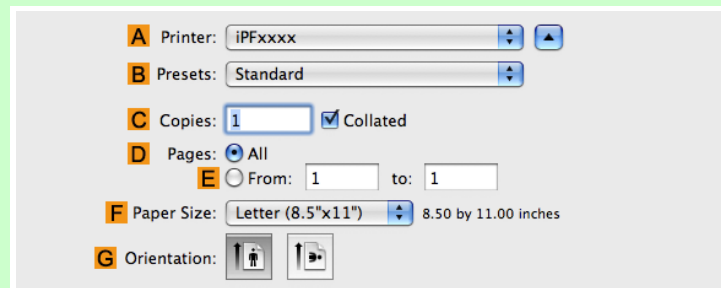 A Printer: iPFxxxx
B Presets: Standard
C Copies: 1 Collated
D Pages: All
E From: 1 to: 1
F Paper Size: Letter (8.5"x11") 8.50 by 11.00 inches
G Orientation: